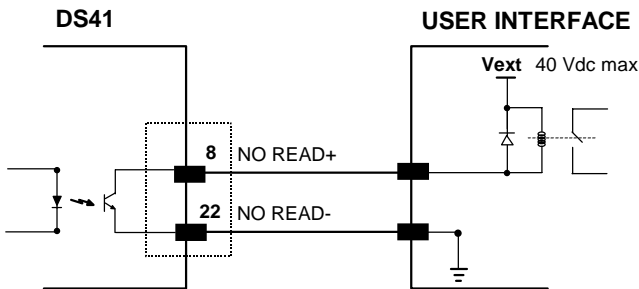 DS41
USER INTERFACE
Vext 40 Vdc max
8 NO READ+
22 NO READ-